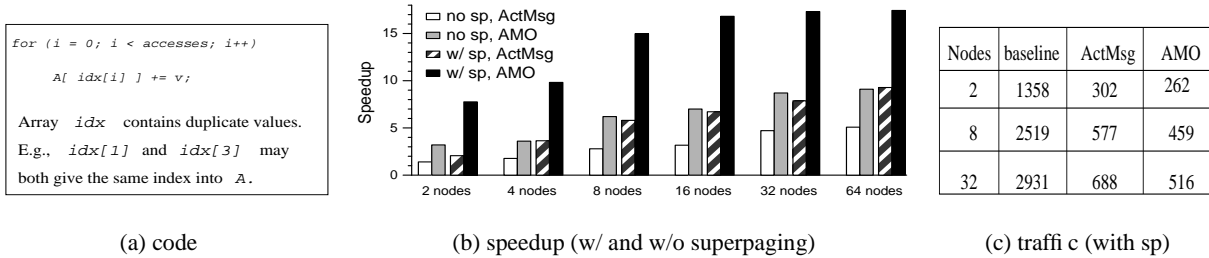 for (i = 0; i < accesses; i++)
A[ idx[i] ] += v;
Array idx contains duplicate values.
E.g., idx[1] and idx[3] may
both give the same index into A.
(a) code
Speedup
15
10
5
0
no sp, ActMsg
no sp, AMO
w/ sp, ActMsg
w/ sp, AMO
2 nodes 4 nodes 8 nodes 16 nodes 32 nodes 64 nodes
(b) speedup (w/ and w/o superpaging)
Nodes baseline ActMsg AMO
2 1358 302 262
8 2519 577 459
32 2931 688 516
(c) traffi c (with sp)